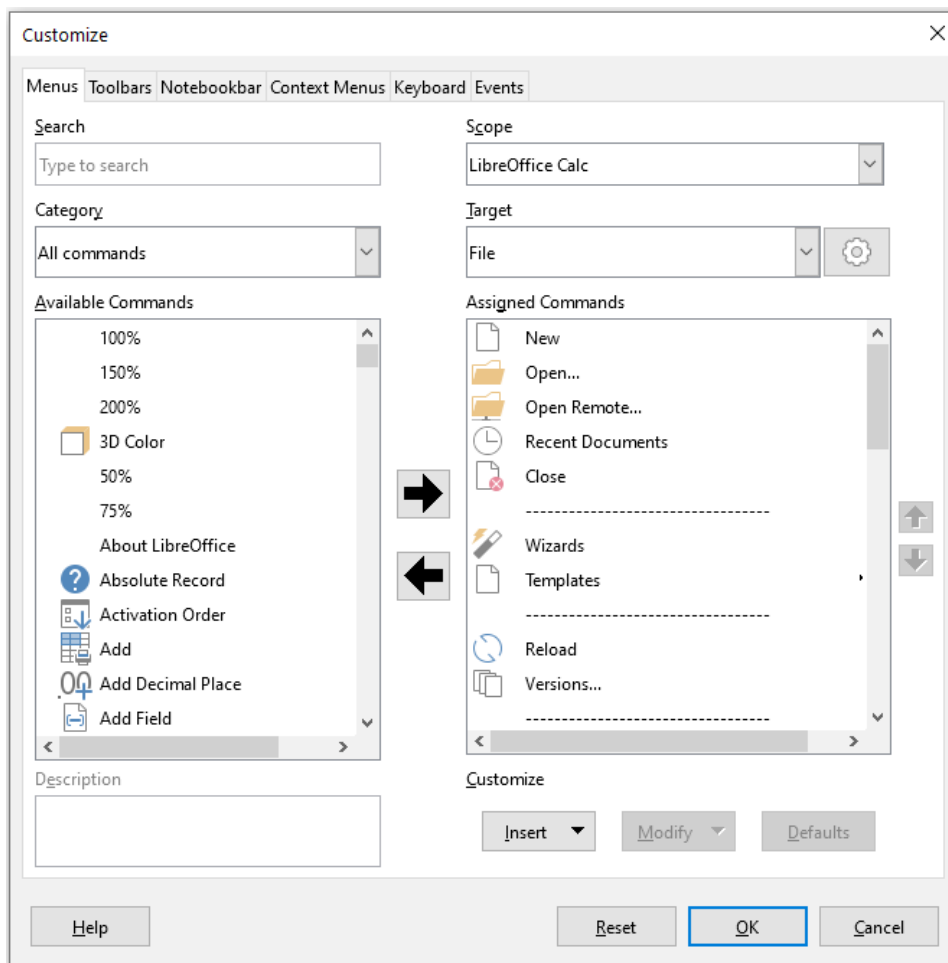 Customize
Menus Toolbars Notebookbar Context Menus Keyboard Events
Search
Type to search
Category
All commands
Available Commands
100%
150%
200%
3D Color
50%
75%
About LibreOffice
Absolute Record
Activation Order
Add
Add Decimal Place
Add Field
Description
Scope
LibreOffice Calc
Target
File
Assigned Commands
New
Open...
Open Remote...
Recent Documents
Close
----------------------------------
Wizards
Templates
----------------------------------
Reload
Versions...
----------------------------------
Customize
Insert Modify Defaults
Help Reset OK Cancel